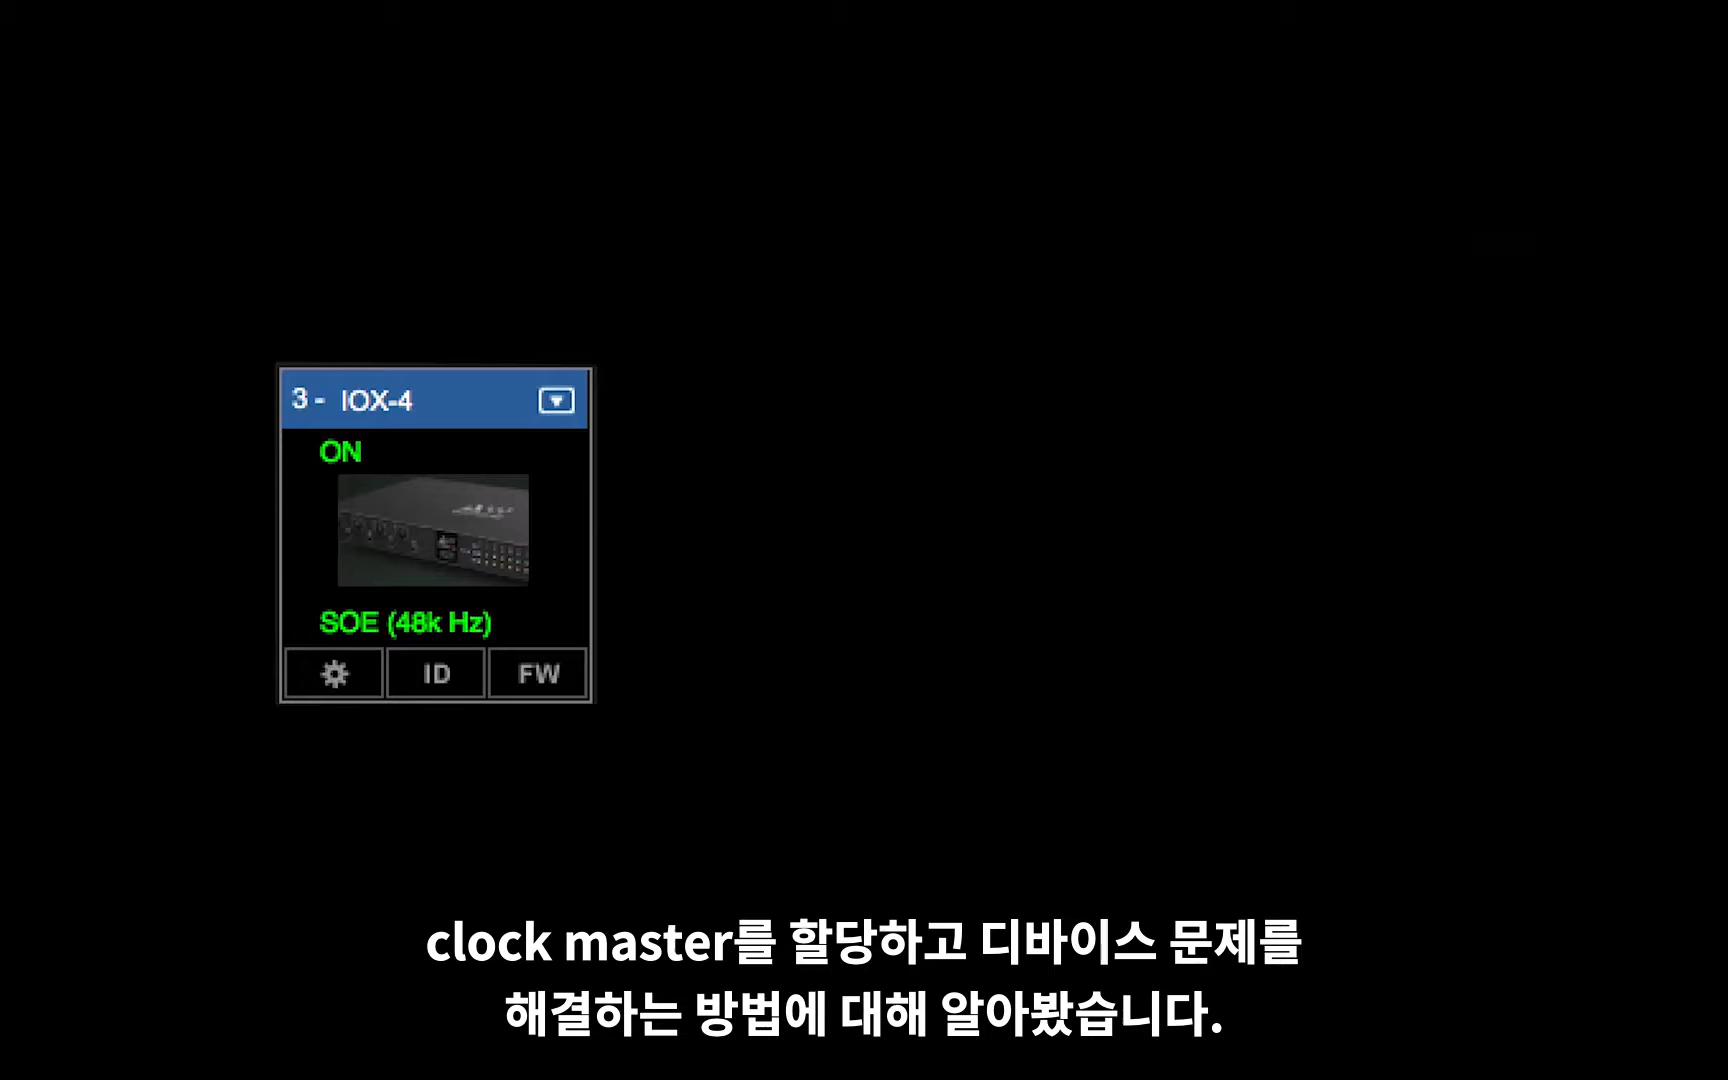 3 - IOX-4
ON
SOE (48k Hz)
ID
FW
clock master를 할당하고 디바이스 문제를
해결하는 방법에 대해 알아봤습니다.